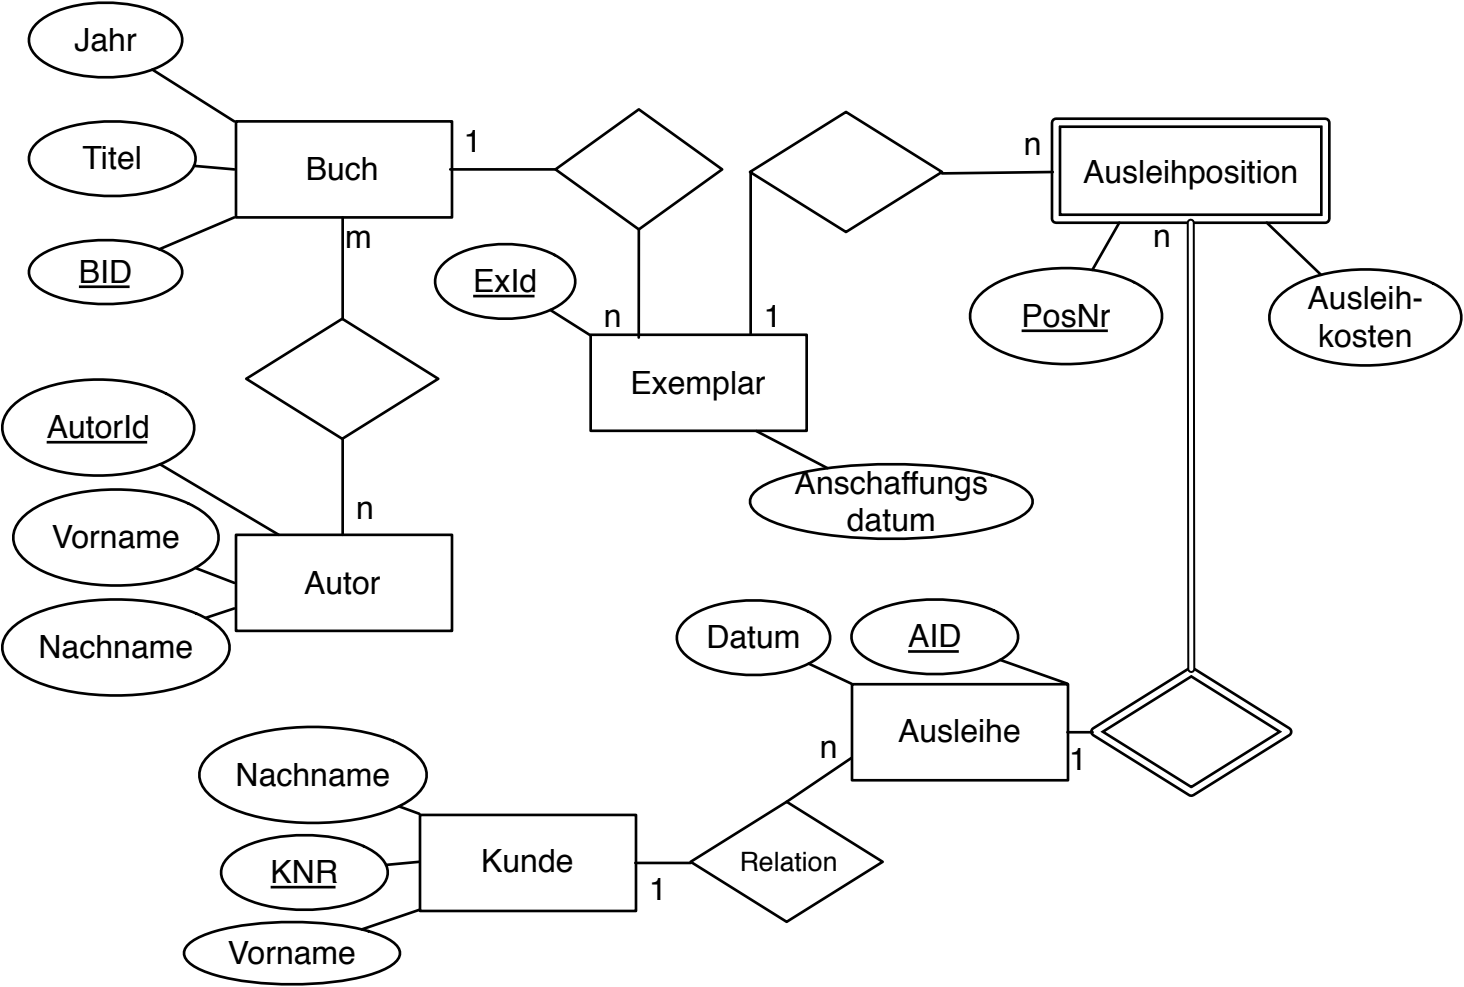 Jahr
Titel
BID
Buch
1
m
n
Autor
AutorId
Vorname
Nachname
ExId
n
1
Exemplar
Anschaffungs
datum
n
Ausleihposition
n
PosNr
Ausleih-
kosten
Datum
AID
Ausleihe
n
1
Nachname
KNR
Vorname
Kunde
1
Relation